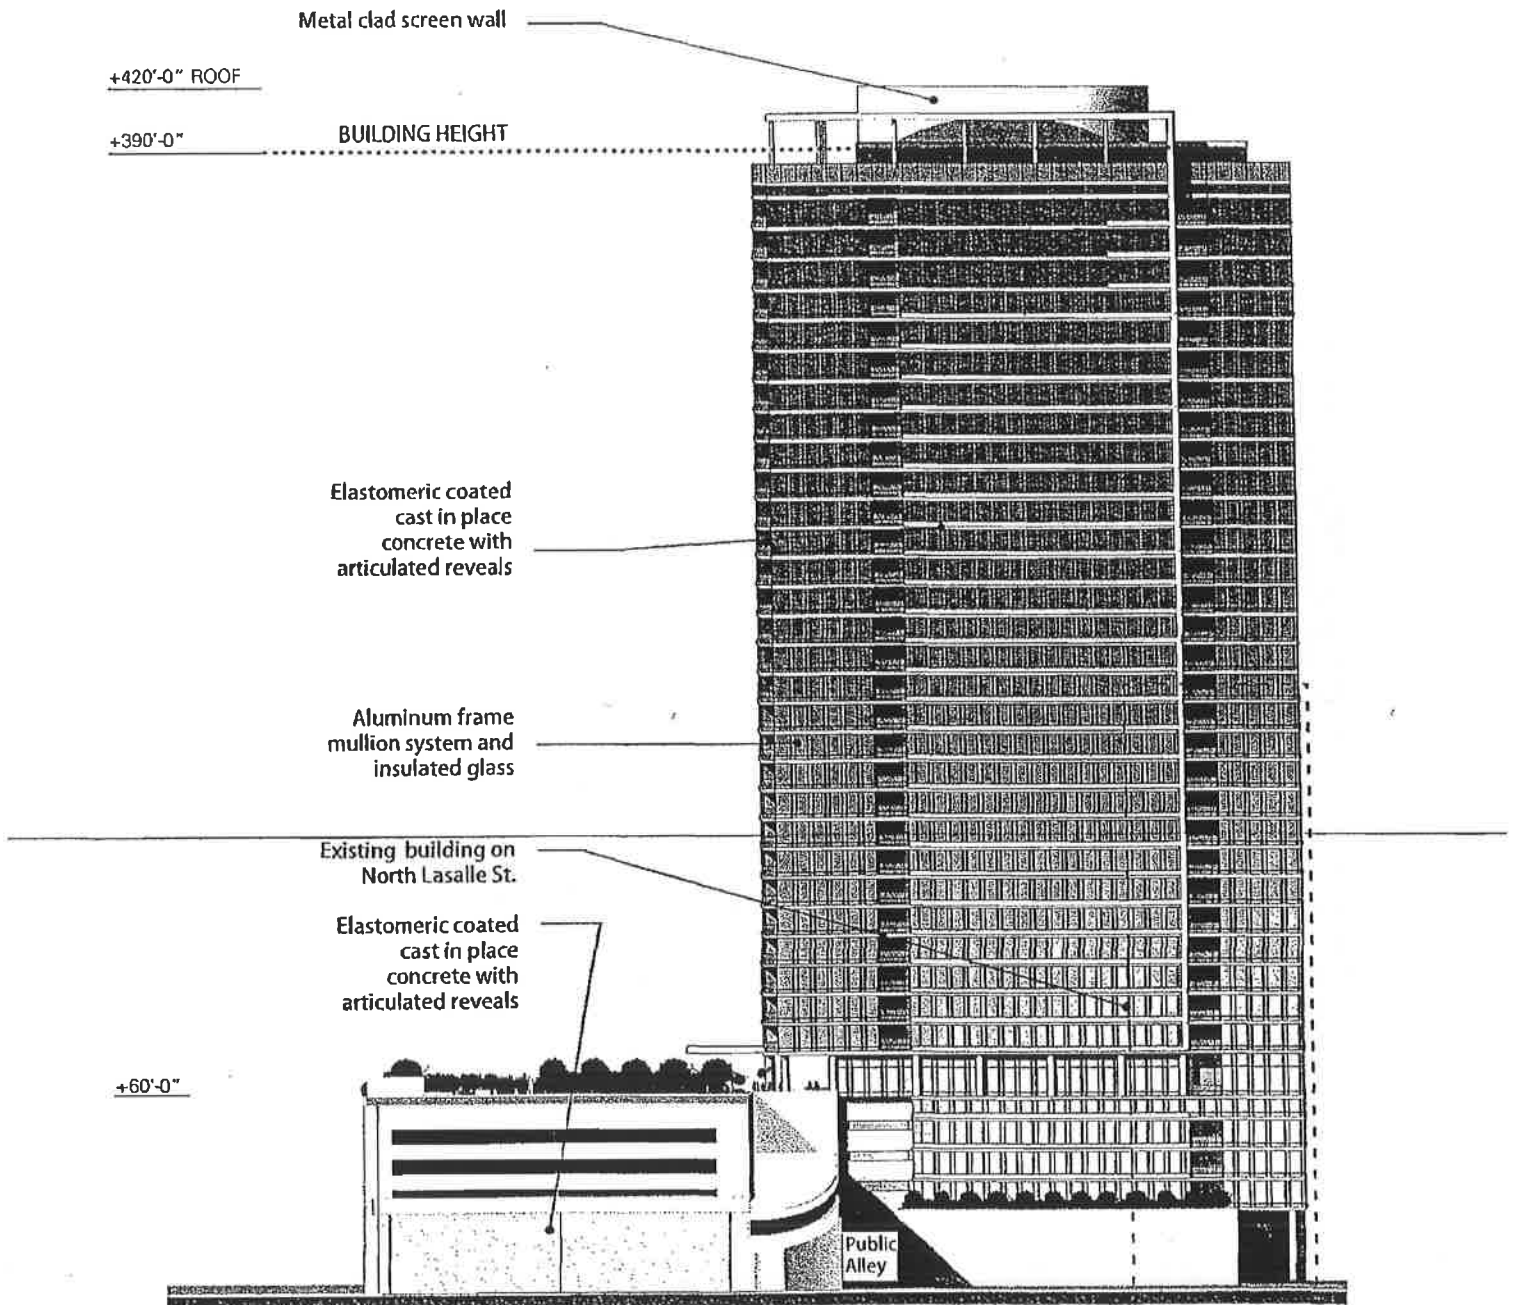 Metal clad screen wall
+420'-0" ROOF
+390'-0"
BUILDING HEIGHT
Elastomeric coated
cast in place
concrete with
articulated reveals
Aluminum frame
mullion system and
insulated glass
Existing building on
North Lasalle St.
Elastomeric coated
cast in place
concrete with
articulated reveals
+60'-0"
Public
Alley